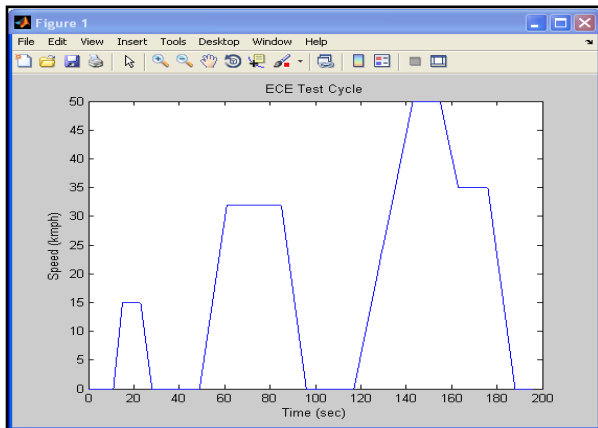 Figure 1
File Edit View Insert Tools Desktop Window Help
ECE Test Cycle
50
45
40
35
30
25
20
15
10
5
0
Speed (kmph)
0 20 40 60 80 100 120 140 160 180 200
Time (sec)